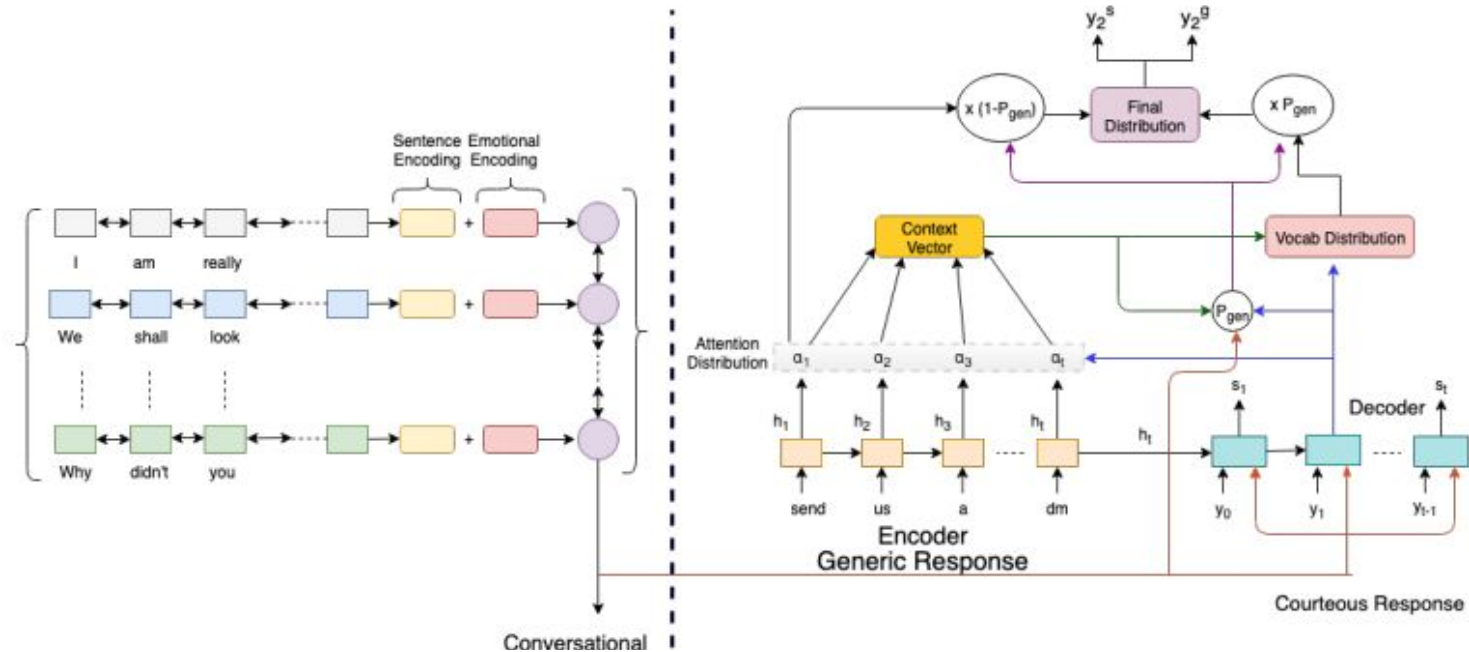 Sentence Encoding
Emotional Encoding
+
I am really
+
We shall look
+
Why didn't you
Conversational
y₂ˢ y₂ᵍ
x (1-Pgen)
Final Distribution
x Pgen
Context Vector
Vocab Distribution
Pgen
Attention Distribution
α₁ α₂ α₃ αₜ
h₁ h₂ h₃ hₜ
hₜ
s₁ Decoder sₜ
send us a dm
y₀ y₁ yₜ₋₁
Encoder
Generic Response
Courteous Response